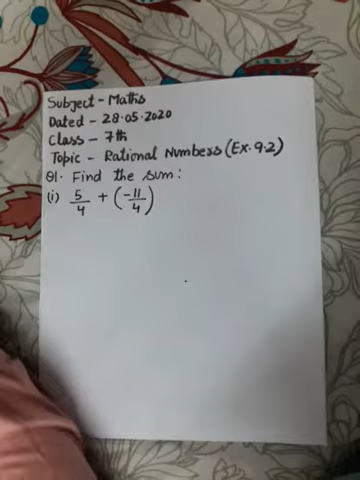 Subject - Maths
Dated - 28.05.2020
Class - 7th
Topic - Rational Numbers (Ex. 9.2)
Q1. Find the sum:
(i) 5/4 + (-11/4)